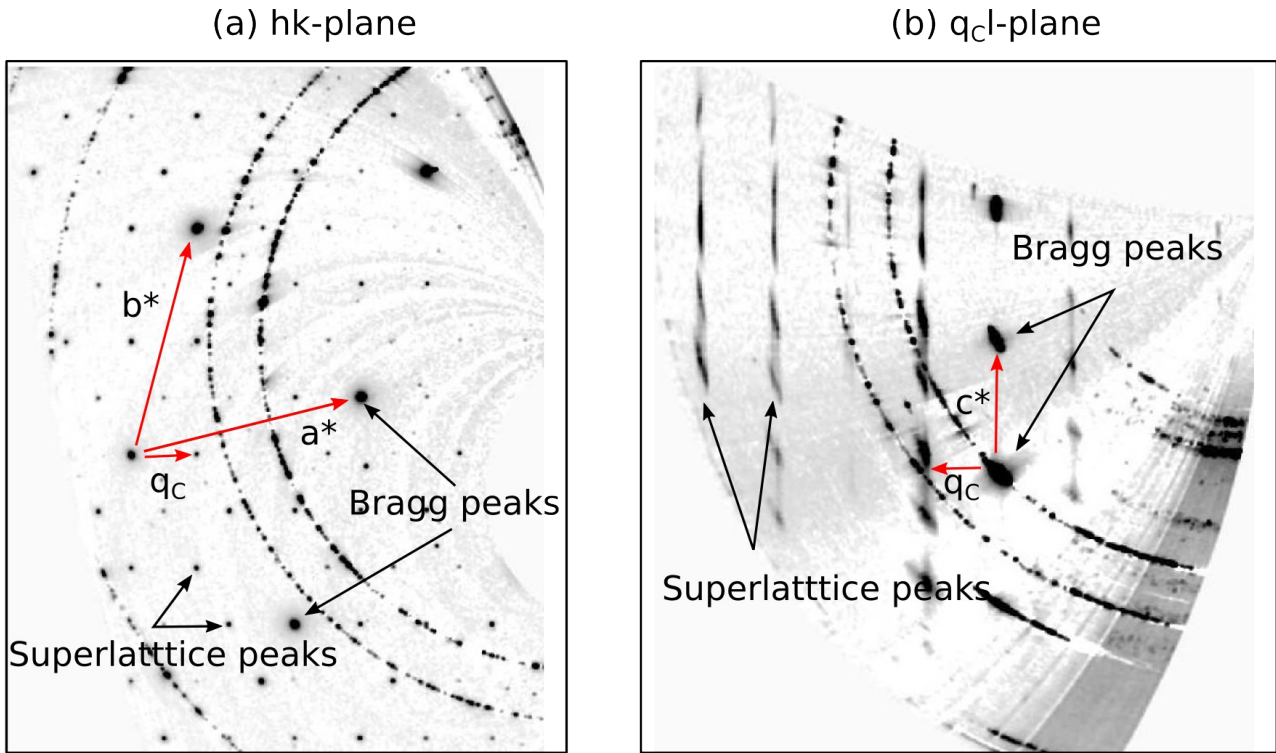 (a) hk-plane
b*
a*
qC
Bragg peaks
Superlatttice peaks
(b) qCl-plane
Bragg peaks
c*
qC
Superlatttice peaks